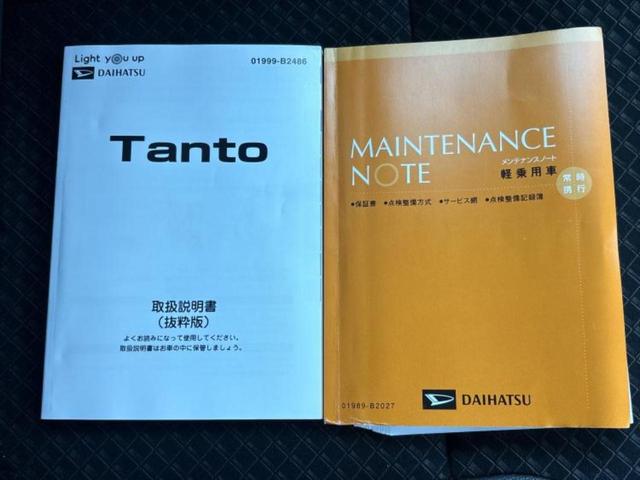 Light you up
DAIHATSU
01999-B2486
Tanto
取扱説明書
（抜粋版）
よくお読みになって使用してください。
取扱説明書はお車の中に保管しましょう。
MAINTENANCE
NOTE
メンテナンスノート
軽乗用車
常時
携行
●保証書 ●点検整備方式 ●サービス網 ●点検整備記録簿
01989-B2027
DAIHATSU